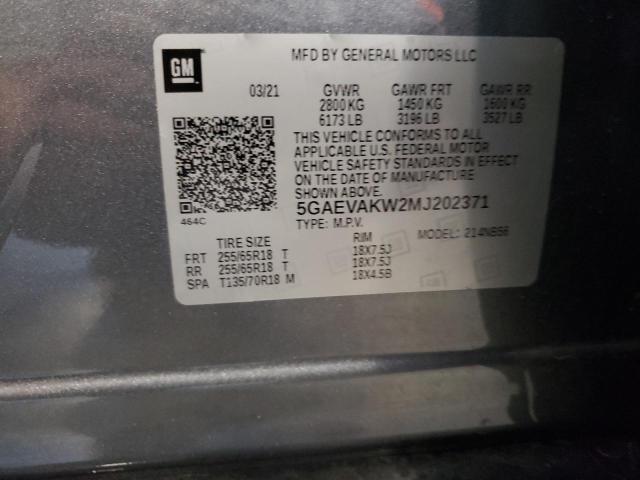 GM
MFD BY GENERAL MOTORS LLC
03/21 GVWR GAWR FRT GAWR RR
2800 KG 1450 KG 1600 KG
6173 LB 3196 LB 3527 LB
THIS VEHICLE CONFORMS TO ALL
APPLICABLE U.S. FEDERAL MOTOR
VEHICLE SAFETY STANDARDS IN EFFECT
ON THE DATE OF MANUFACTURE
SHOWN ABOVE.
464C
5GAEVAKW2MJ202371
TYPE: M.P.V. MODEL: 214NB56
TIRE SIZE RIM
FRT 255/65R18 T 18X7.5J
RR 255/65R18 T 18X7.5J
SPA T135/70R18 M 18X4.5B